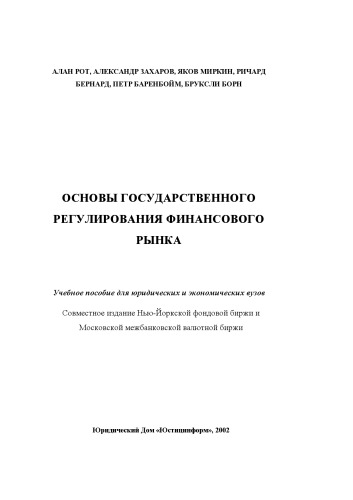 АЛАН РОТ, АЛЕКСАНДР ЗАХАРОВ, ЯКОВ МИРКИН, РИЧАРД
БЕРНАРД, ПЕТР БАРЕНБОЙМ, БРУКСЛИ БОРН
ОСНОВЫ ГОСУДАРСТВЕННОГО
РЕГУЛИРОВАНИЯ ФИНАНСОВОГО
РЫНКА
Учебное пособие для юридических и экономических вузов
Совместное издание Нью-Йоркской фондовой биржи и
Московской межбанковской валютной биржи
Юридический Дом «Юстицинформ», 2002